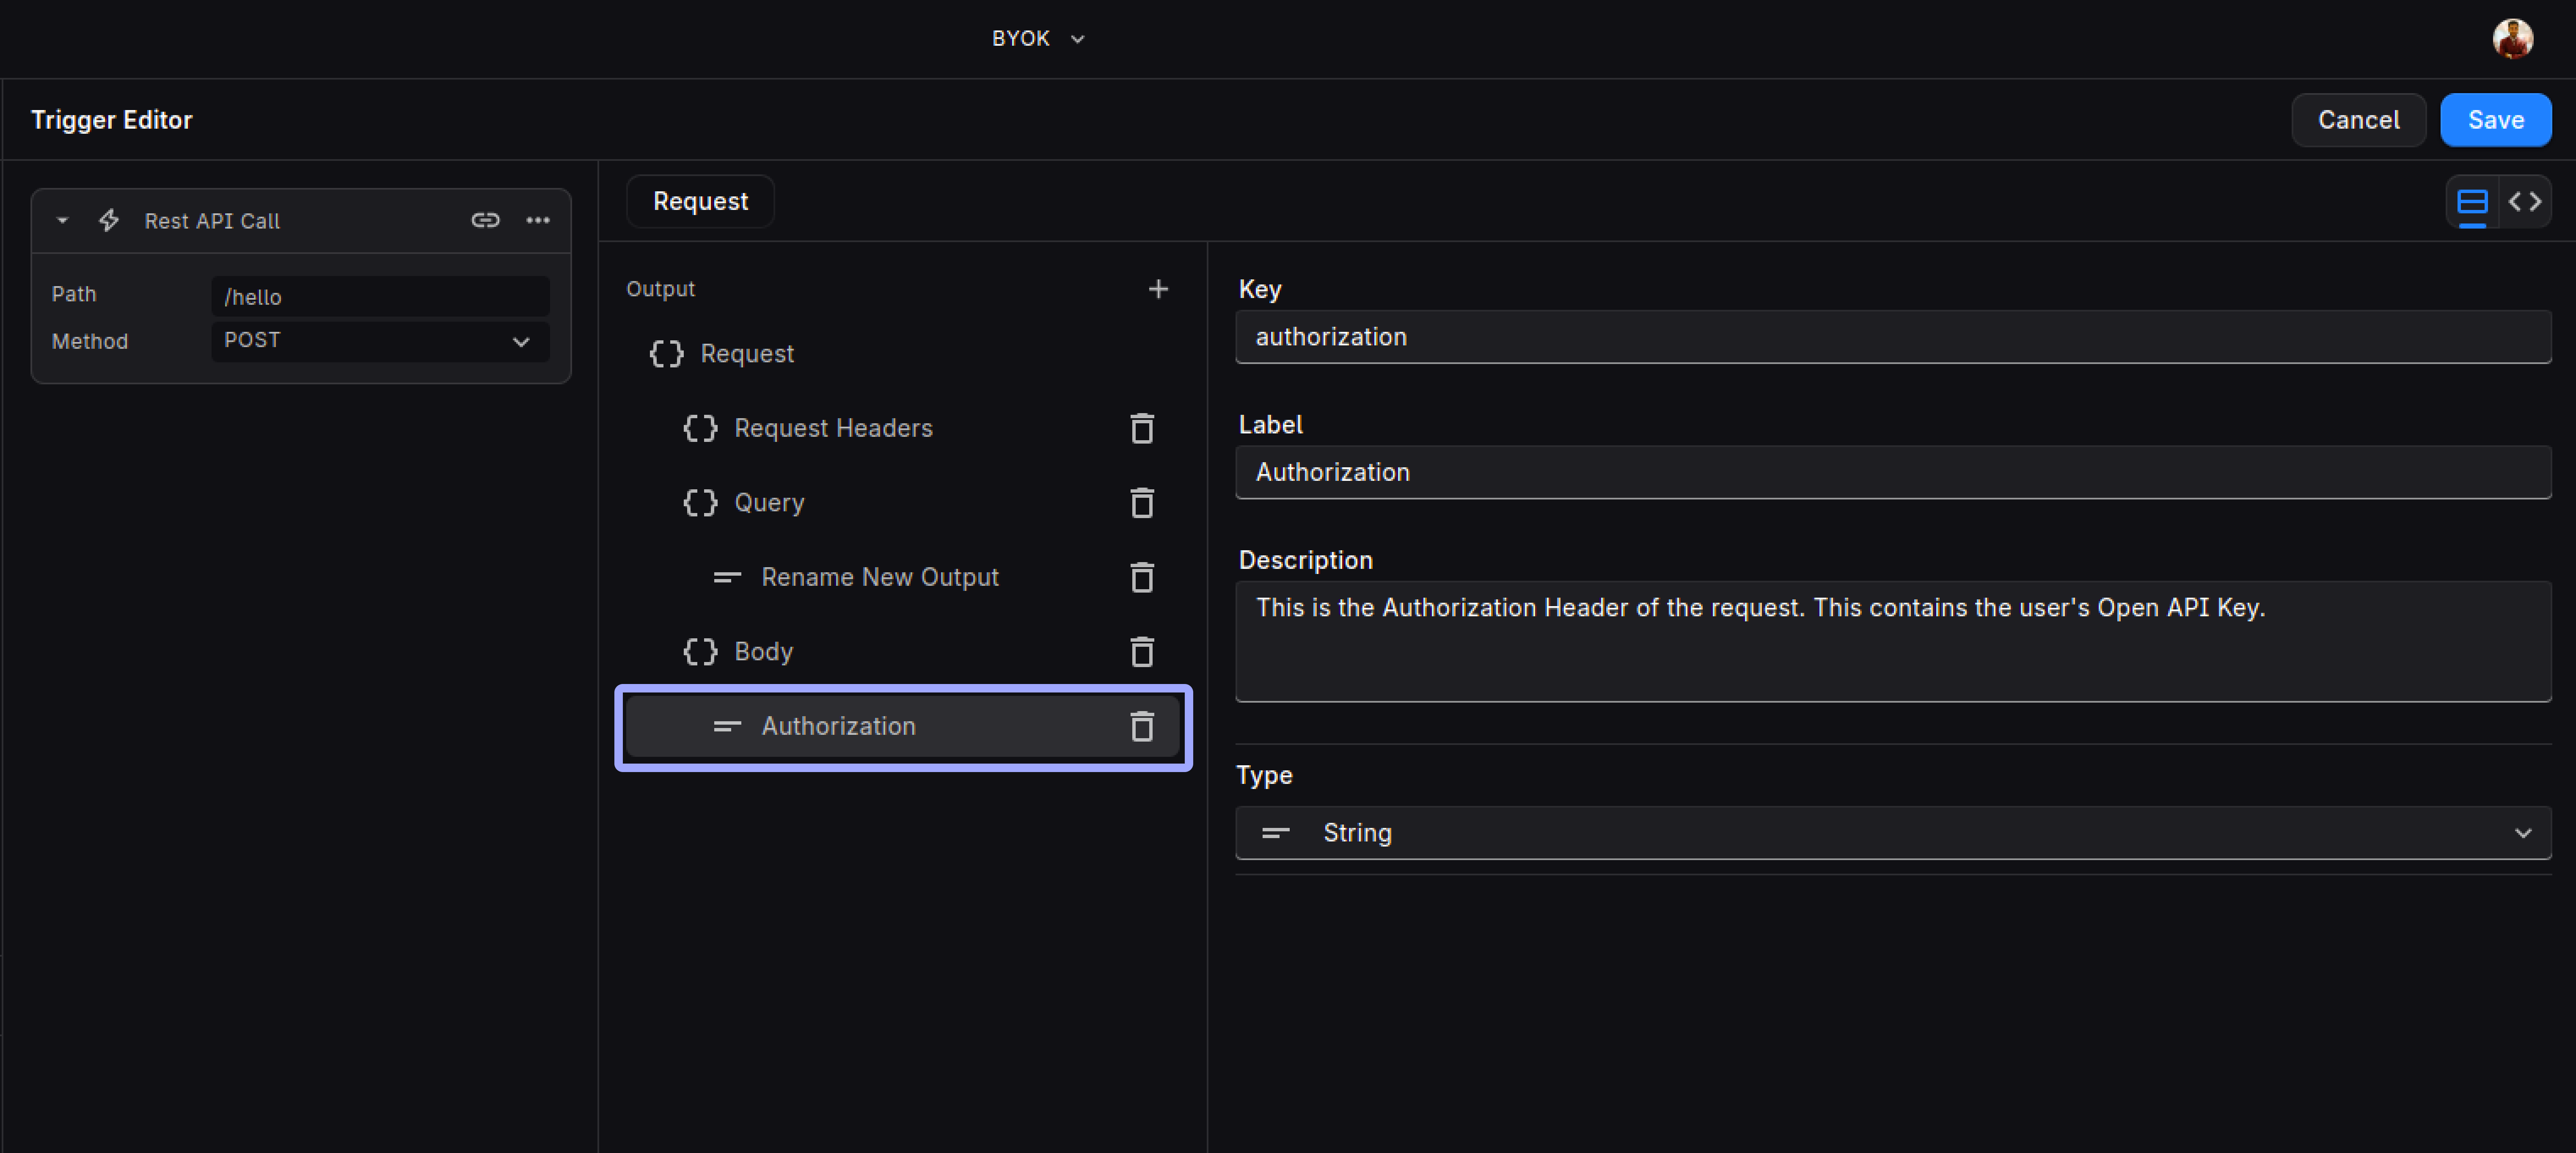 BYOK
Trigger Editor
Cancel
Save
Rest API Call
Path
/hello
Method
POST
Request
Output
Request
Request Headers
Query
Rename New Output
Body
Authorization
Key
authorization
Label
Authorization
Description
This is the Authorization Header of the request. This contains the user's Open API Key.
Type
String